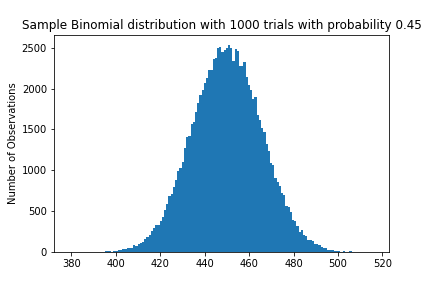 Sample Binomial distribution with 1000 trials with probability 0.45
2500
2000
1500
1000
500
0
Number of Observations
380 400 420 440 460 480 500 520